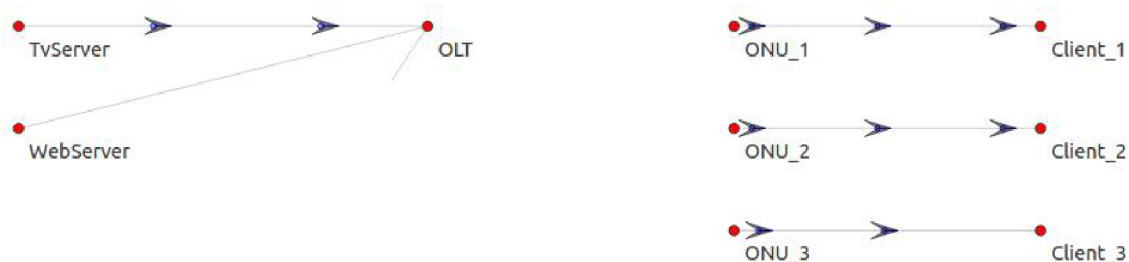 TvServer
OLT
ONU_1
Client_1
WebServer
ONU_2
Client_2
ONU_3
Client_3